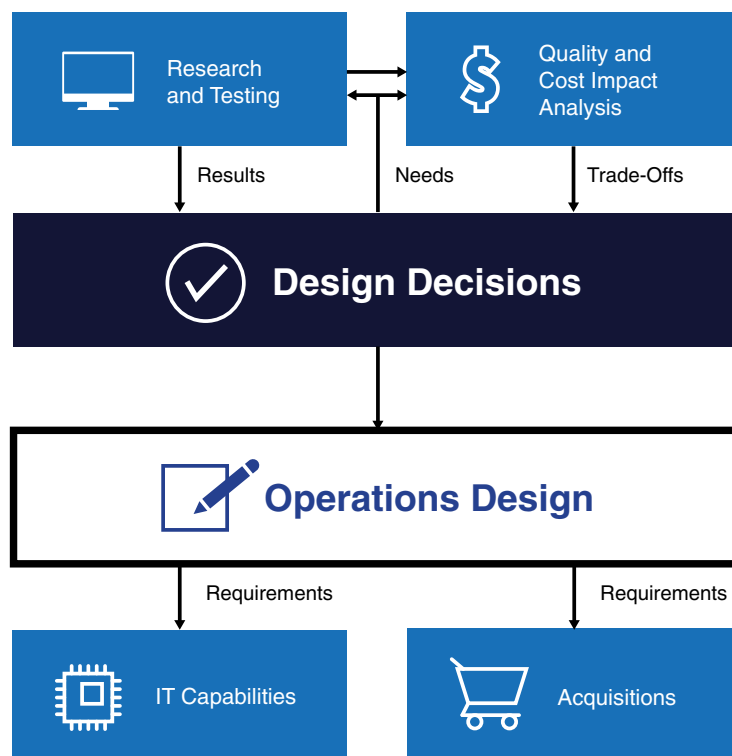 Research
and Testing
Quality and
Cost Impact
Analysis
Results
Needs
Trade-Offs
Design Decisions
Operations Design
Requirements
Requirements
IT Capabilities
Acquisitions